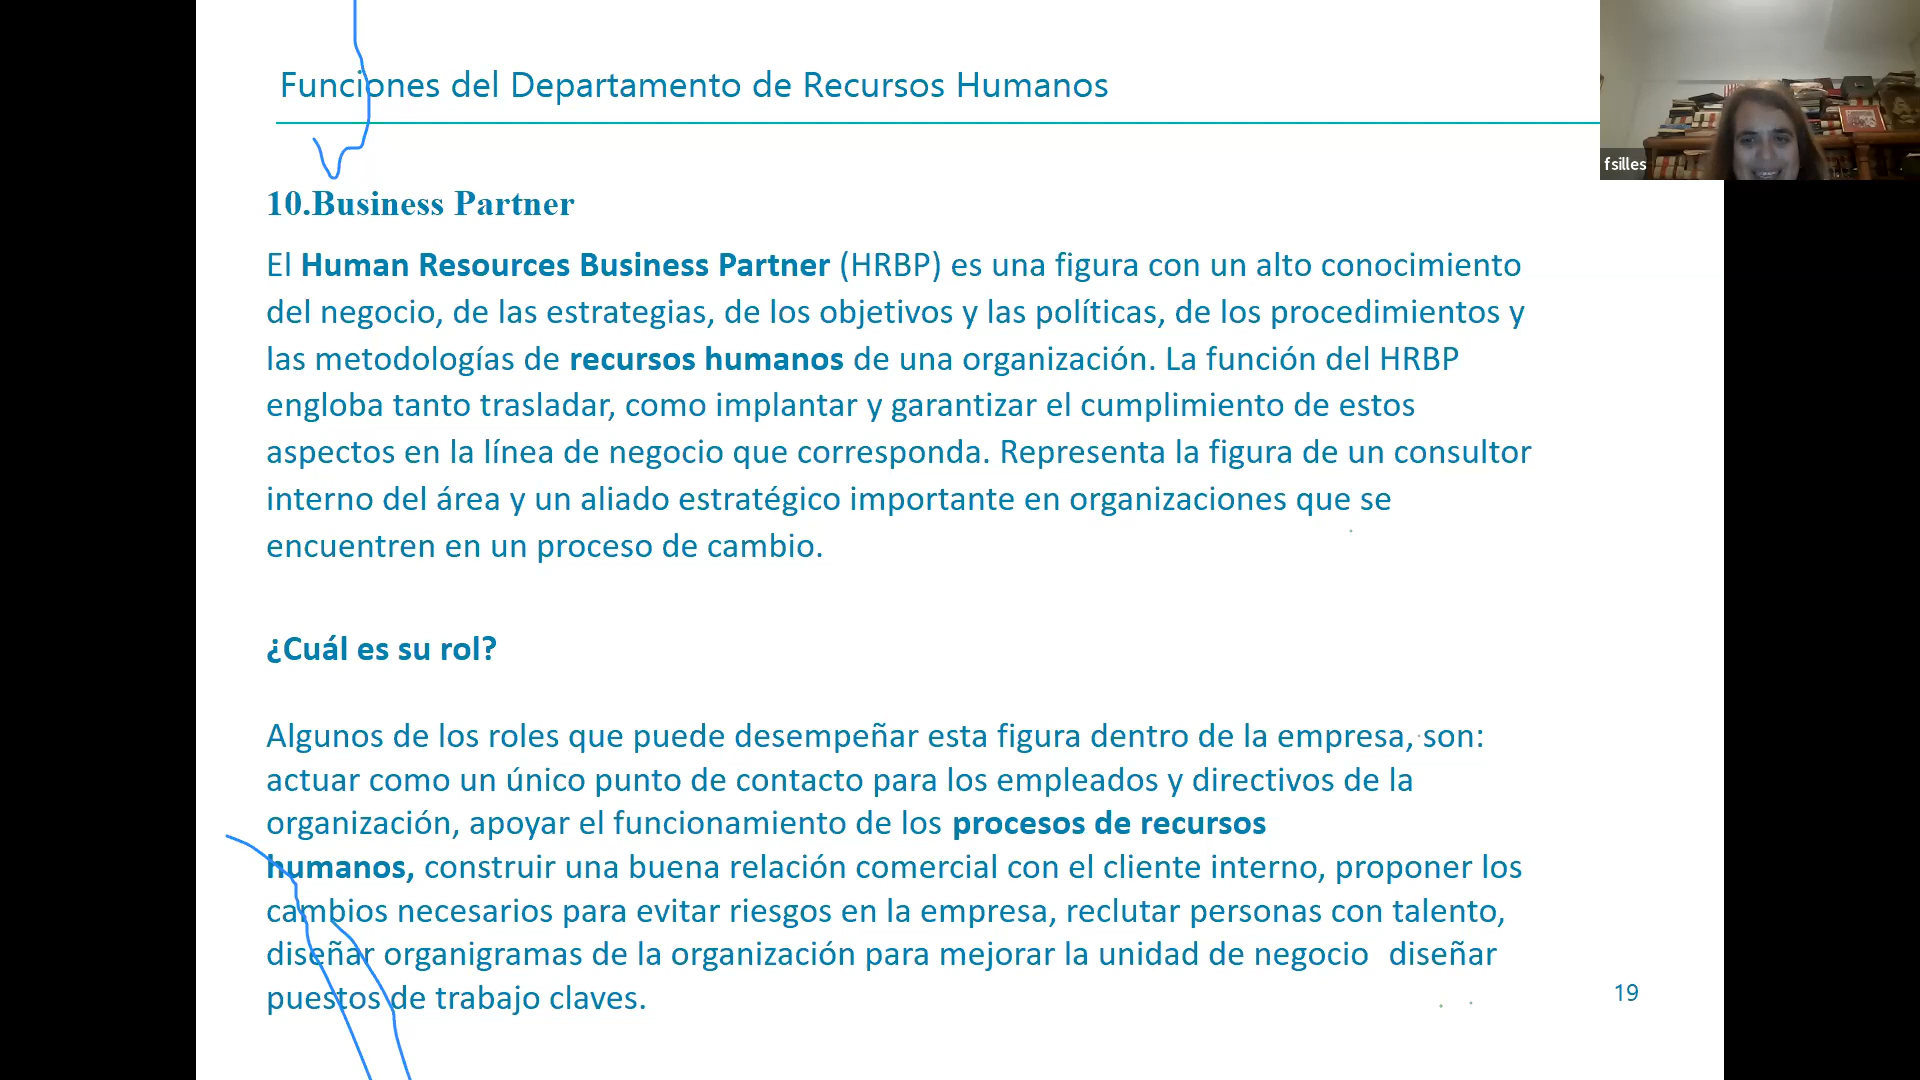 Funciones del Departamento de Recursos Humanos
fsilles
10.Business Partner
El Human Resources Business Partner (HRBP) es una figura con un alto conocimiento
del negocio, de las estrategias, de los objetivos y las políticas, de los procedimientos y
las metodologías de recursos humanos de una organización. La función del HRBP
engloba tanto trasladar, como implantar y garantizar el cumplimiento de estos
aspectos en la línea de negocio que corresponda. Representa la figura de un consultor
interno del área y un aliado estratégico importante en organizaciones que se
encuentren en un proceso de cambio.
¿Cuál es su rol?
Algunos de los roles que puede desempeñar esta figura dentro de la empresa, son:
actuar como un único punto de contacto para los empleados y directivos de la
organización, apoyar el funcionamiento de los procesos de recursos
humanos, construir una buena relación comercial con el cliente interno, proponer los
cambios necesarios para evitar riesgos en la empresa, reclutar personas con talento,
diseñar organigramas de la organización para mejorar la unidad de negocio diseñar
puestos de trabajo claves.
19